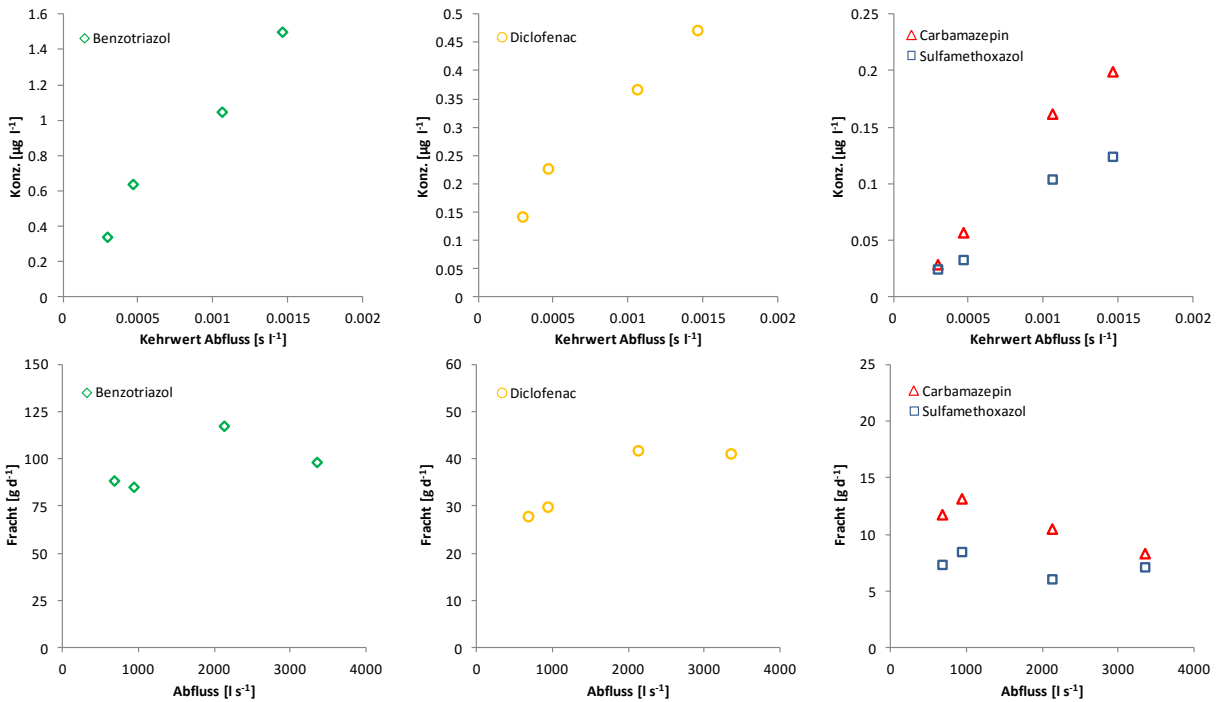 1.6
1.4
1.2
1
0.8
0.6
0.4
0.2
0
Benzotriazol
Konz. [µg l⁻¹]
0 0.0005 0.001 0.0015 0.002
Kehrwert Abfluss [s l⁻¹]
0.5
0.45
0.4
0.35
0.3
0.25
0.2
0.15
0.1
0.05
0
Diclofenac
Konz. [µg l⁻¹]
0 0.0005 0.001 0.0015 0.002
Kehrwert Abfluss [s l⁻¹]
0.25
0.2
0.15
0.1
0.05
0
Carbamazepin
Sulfamethoxazol
Konz. [µg l⁻¹]
0 0.0005 0.001 0.0015 0.002
Kehrwert Abfluss [s l⁻¹]
150
125
100
75
50
25
0
Benzotriazol
Fracht [g d⁻¹]
0 1000 2000 3000 4000
Abfluss [l s⁻¹]
60
50
40
30
20
10
0
Diclofenac
Fracht [g d⁻¹]
0 1000 2000 3000 4000
Abfluss [l s⁻¹]
25
20
15
10
5
0
Carbamazepin
Sulfamethoxazol
Fracht [g d⁻¹]
0 1000 2000 3000 4000
Abfluss [l s⁻¹]